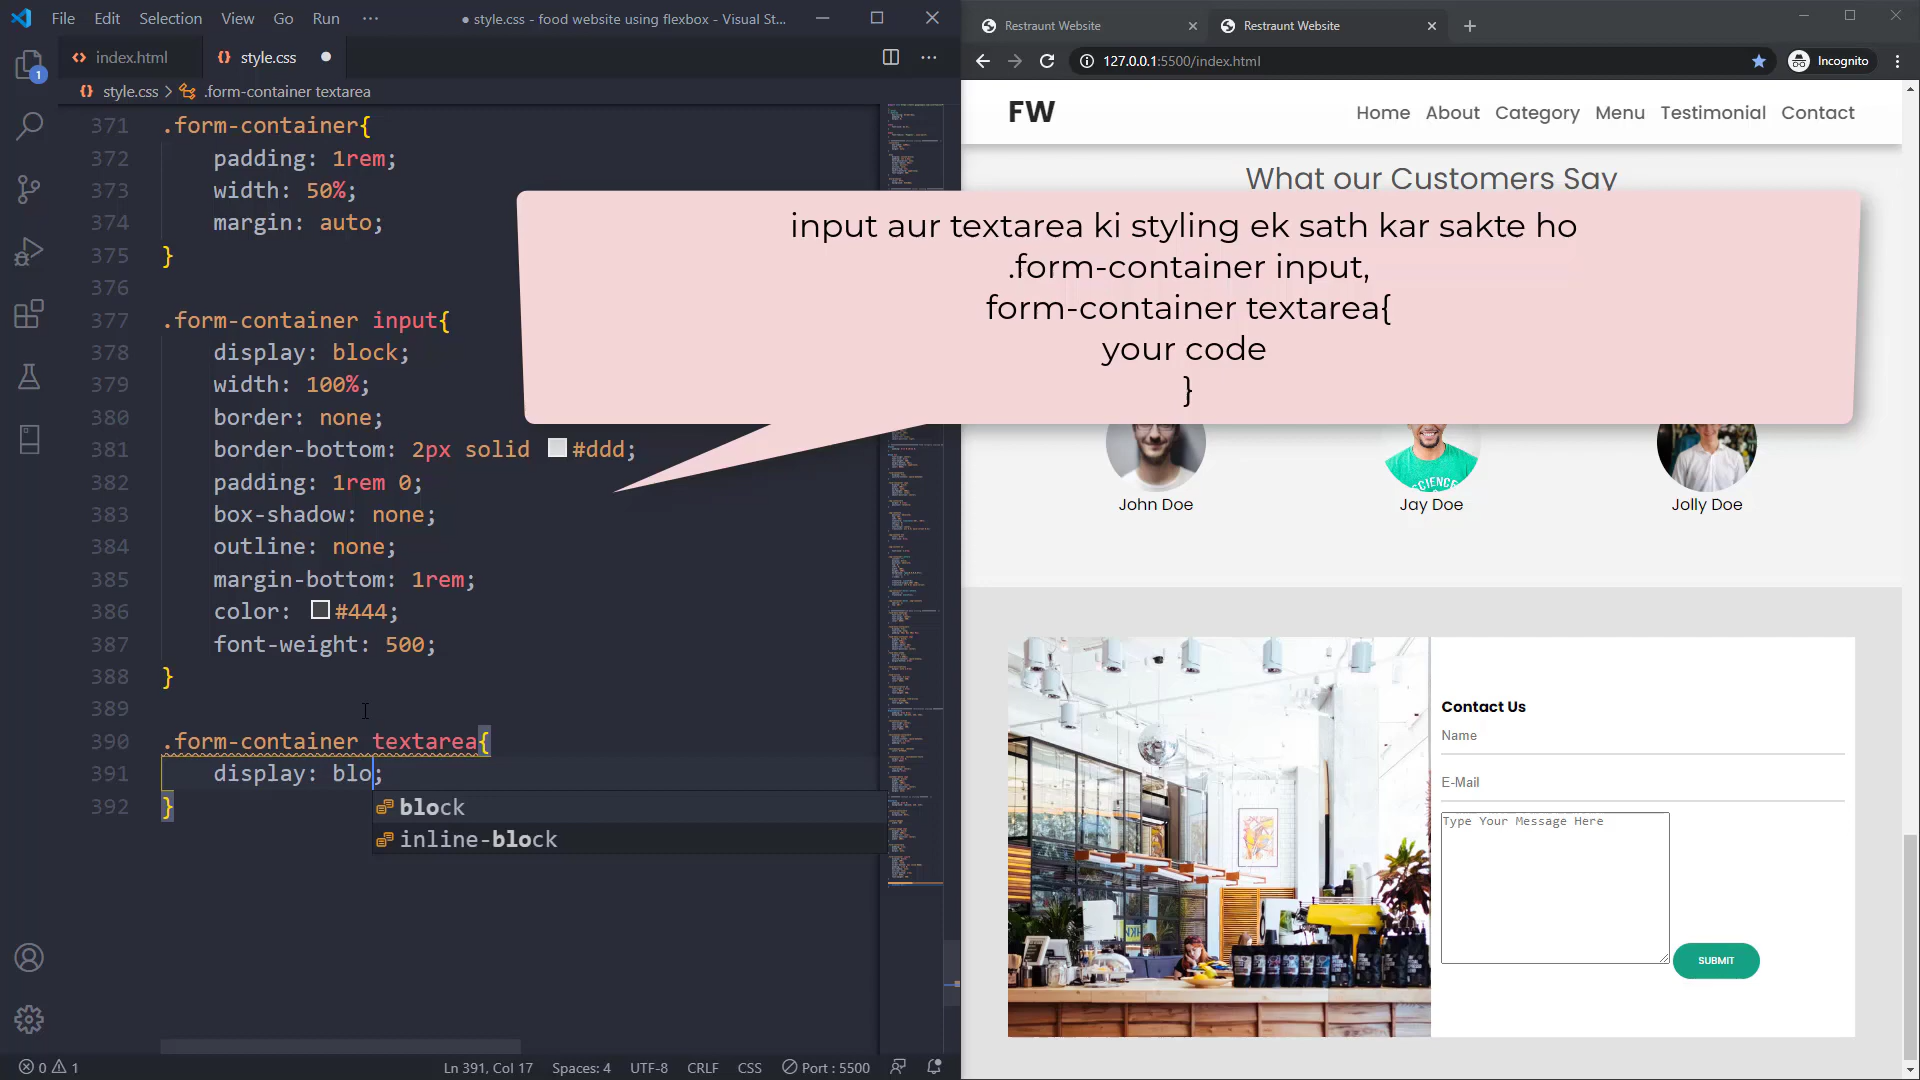 File Edit Selection View Go Run ···
● style.css - food website using flexbox - Visual St...
index.html
style.css ●
style.css > .form-container textarea
371 .form-container{
372 padding: 1rem;
373 width: 50%;
374 margin: auto;
375 }
376
377 .form-container input{
378 display: block;
379 width: 100%;
380 border: none;
381 border-bottom: 2px solid #ddd;
382 padding: 1rem 0;
383 box-shadow: none;
384 outline: none;
385 margin-bottom: 1rem;
386 color: #444;
387 font-weight: 500;
388 }
389
390 .form-container textarea{
391 display: blo;
392 }
block
inline-block
1
0 1
Ln 391, Col 17 Spaces: 4 UTF-8 CRLF CSS Port : 5500
input aur textarea ki styling ek sath kar sakte ho
.form-container input,
form-container textarea{
your code
}
Restraunt Website
Restraunt Website
127.0.0.1:5500/index.html
Incognito
FW
Home About Category Menu Testimonial Contact
What our Customers Say
SCIENCE
John Doe Jay Doe Jolly Doe
Contact Us
Name
E-Mail
Type Your Message Here
SUBMIT